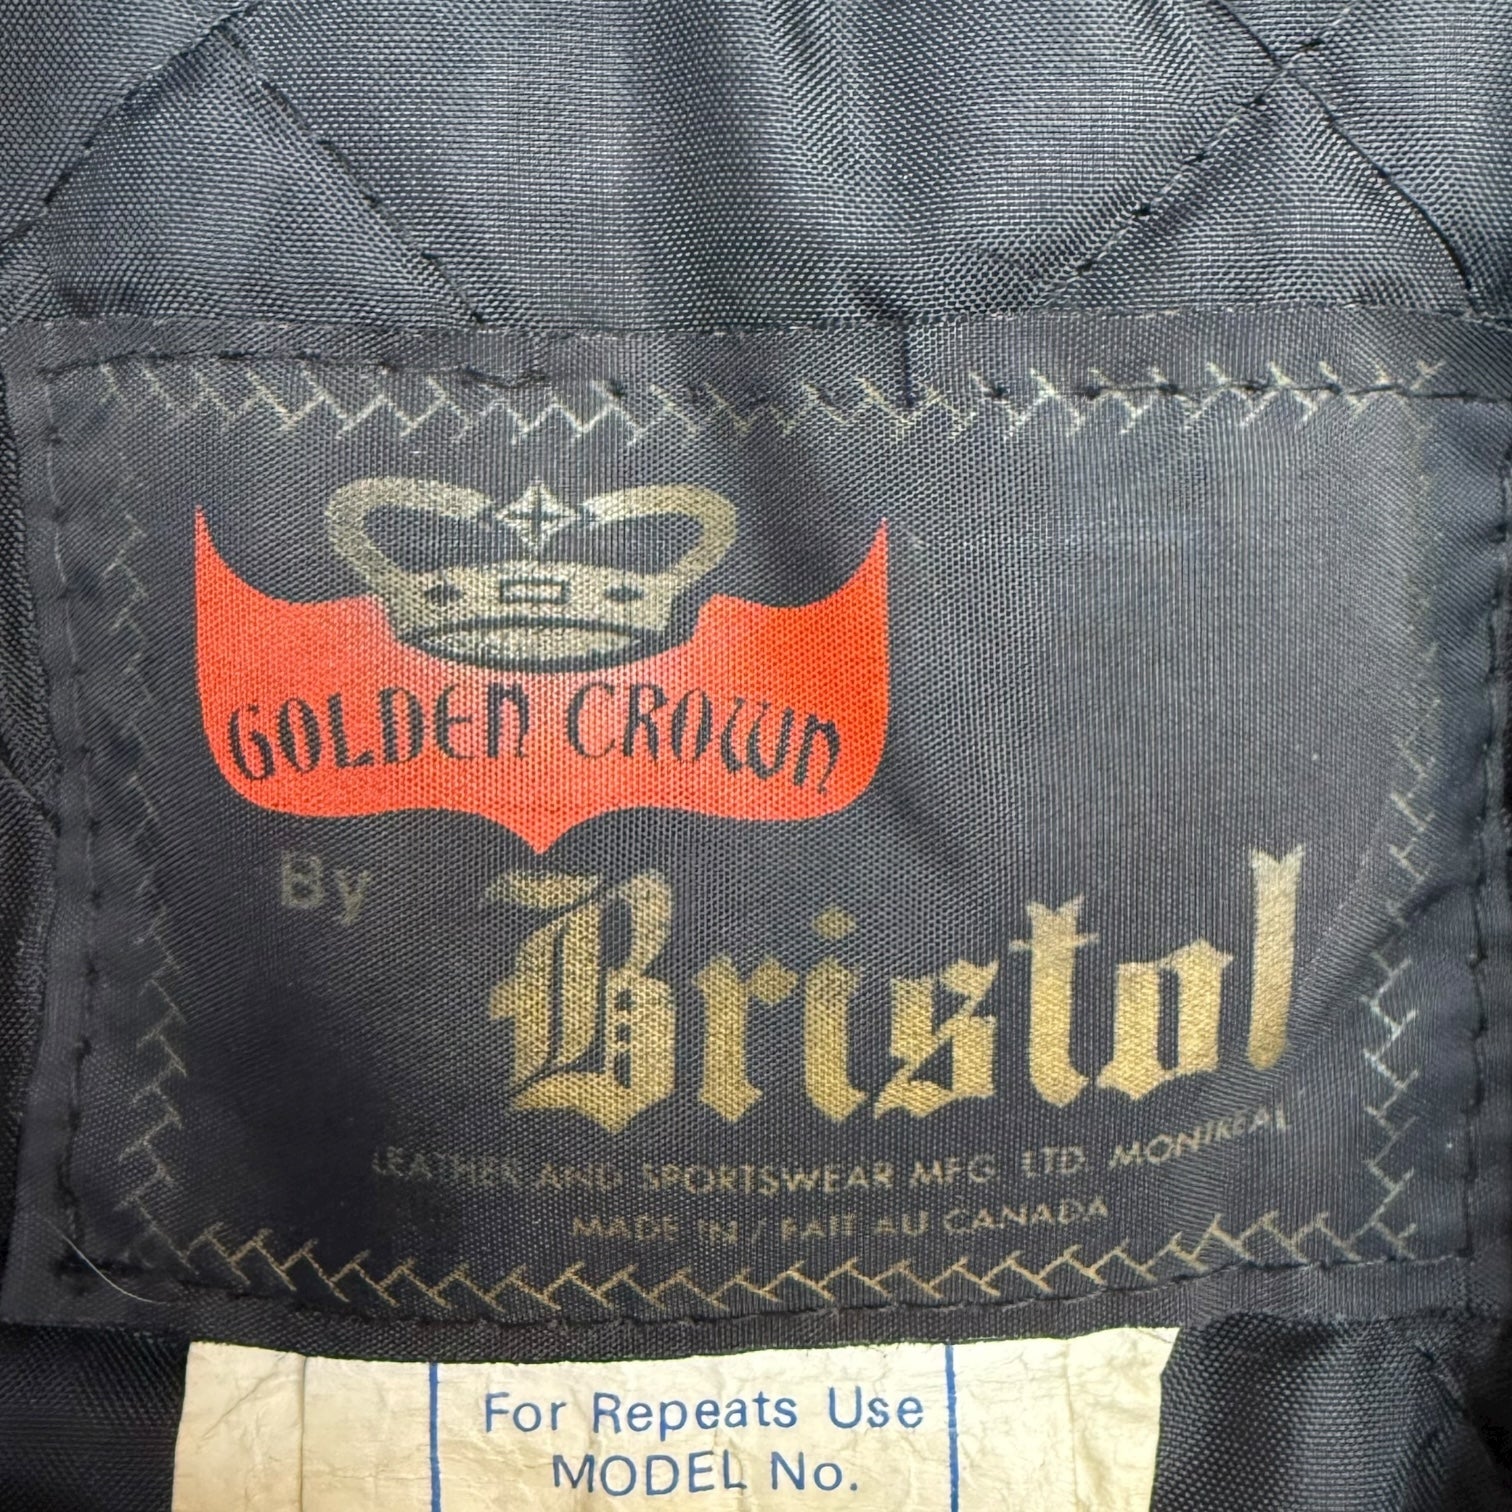 GOLDEN CROWN
By Bristol
LEATHER AND SPORTSWEAR MFG. LTD. MONTREAL
MADE IN / FAIT AU CANADA
For Repeats Use
MODEL No.